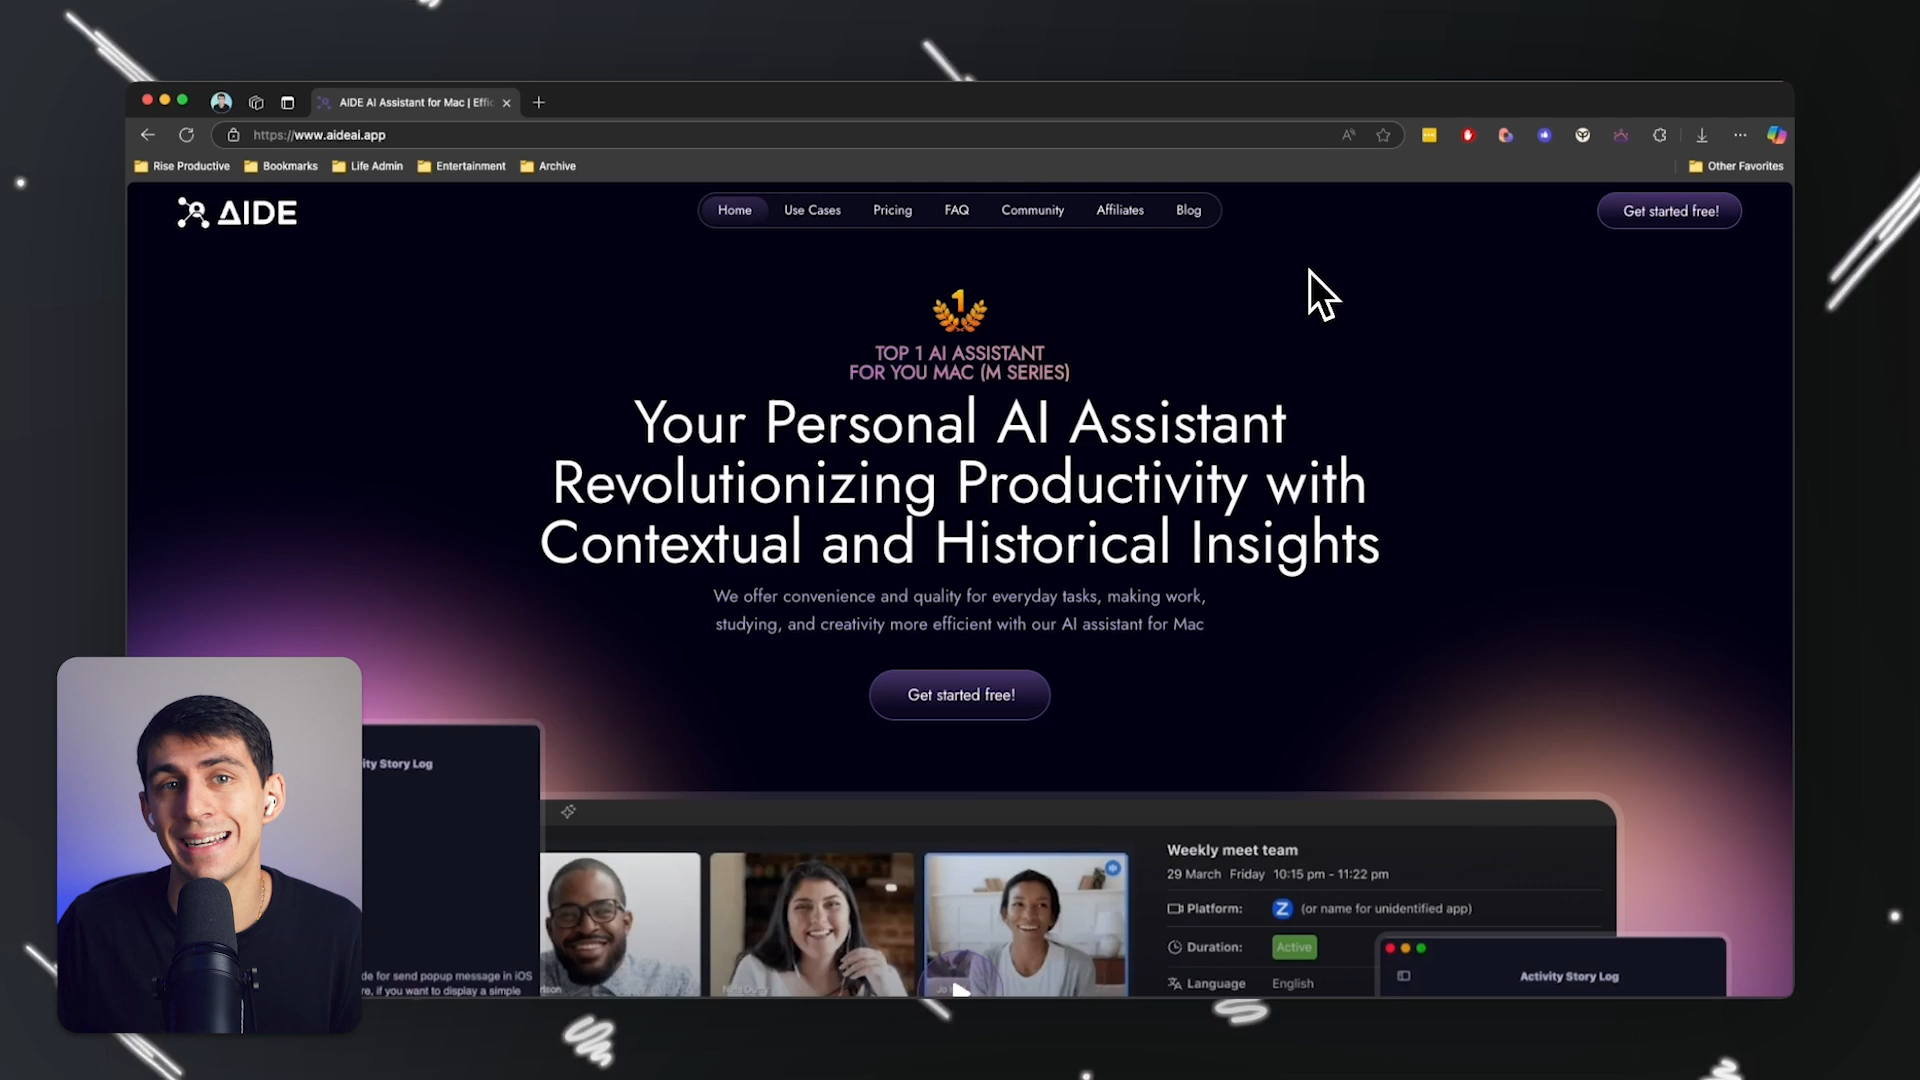 AIDE AI Assistant for Mac | Effic
https://www.aideai.app
Rise Productive
Bookmarks
Life Admin
Entertainment
Archive
Other Favorites
AIDE
Home
Use Cases
Pricing
FAQ
Community
Affiliates
Blog
Get started free!
1
TOP 1 AI ASSISTANT
FOR YOU MAC (M SERIES)
Your Personal AI Assistant
Revolutionizing Productivity with
Contextual and Historical Insights
We offer convenience and quality for everyday tasks, making work,
studying, and creativity more efficient with our AI assistant for Mac
Get started free!
ity Story Log
de for send popup message in iOS
re, if you want to display a simple
Weekly meet team
29 March Friday 10:15 pm - 11:22 pm
Platform: Z (or name for unidentified app)
Duration: Active
Language English
Activity Story Log